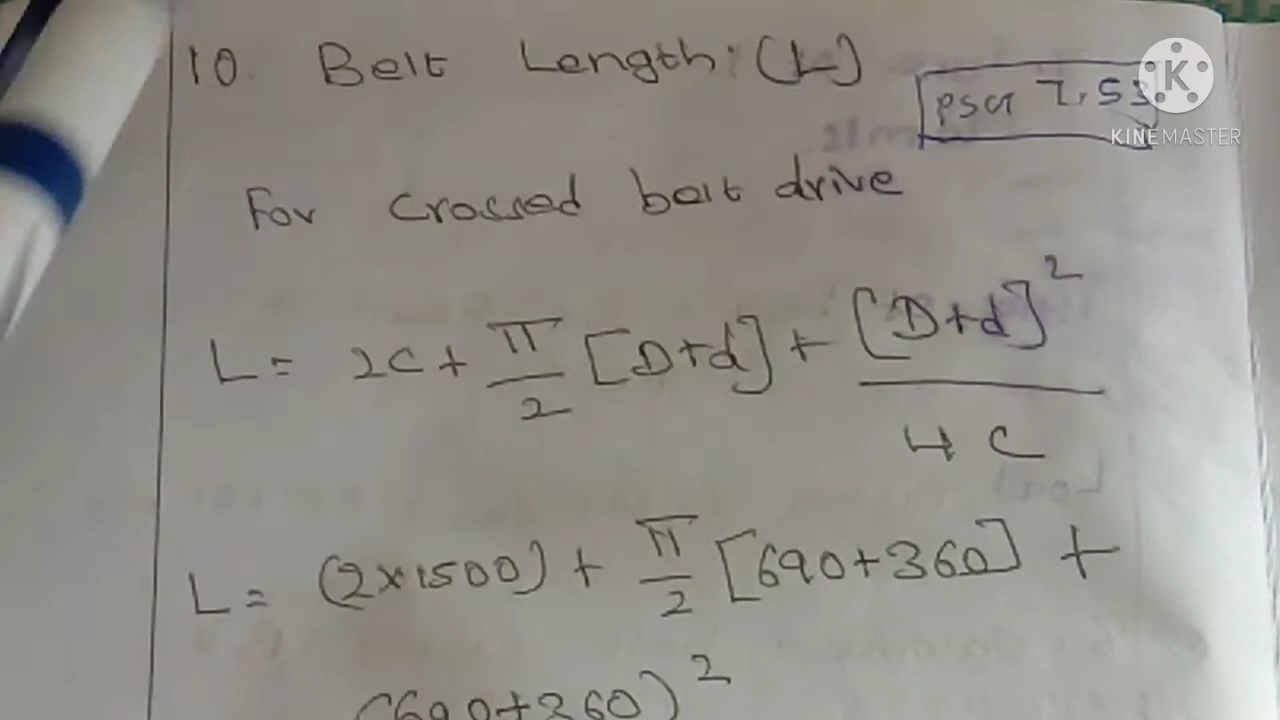 10. Belt Length: (L)
PSG 7.53
K
KINEMASTER
For crossed belt drive
L = 2C + π/2 [D+d] + [D+d]²/4C
L = (2×1500) + π/2 [690+360] +
(690+360)²